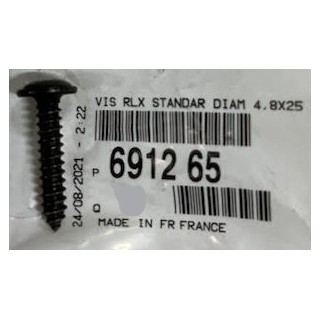 VIS RLX STANDAR DIAM 4.8X25
P 6912 65
Q
MADE IN FR FRANCE
24/08/2021 - 2:22